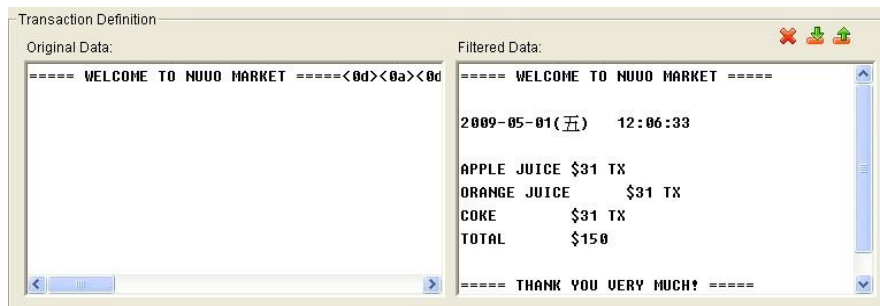 Transaction Definition
Original Data:
===== WELCOME TO NUUO MARKET =====<0d><0a><0d
Filtered Data:
===== WELCOME TO NUUO MARKET =====
2009-05-01(五) 12:06:33
APPLE JUICE $31 TX
ORANGE JUICE $31 TX
COKE $31 TX
TOTAL $150
===== THANK YOU VERY MUCH! =====